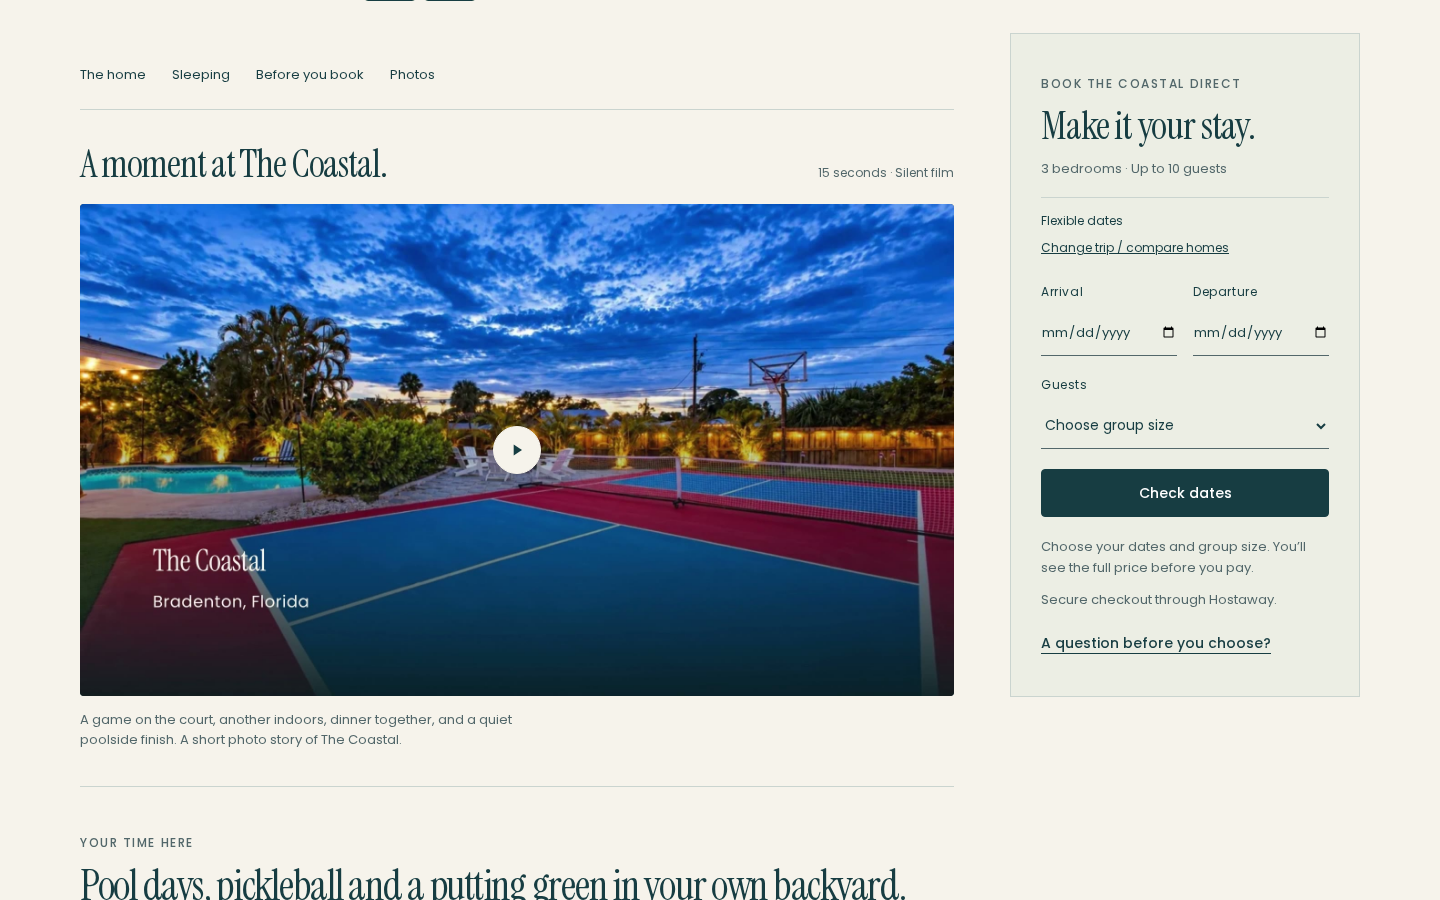 The home Sleeping Before you book Photos
A moment at The Coastal.
15 seconds · Silent film
The Coastal
Bradenton, Florida
A game on the court, another indoors, dinner together, and a quiet
poolside finish. A short photo story of The Coastal.
YOUR TIME HERE
Pool days, pickleball and a putting green in your own backyard.
BOOK THE COASTAL DIRECT
Make it your stay.
3 bedrooms · Up to 10 guests
Flexible dates
Change trip / compare homes
Arrival Departure
mm/dd/yyyy mm/dd/yyyy
Guests
Choose group size
Check dates
Choose your dates and group size. You’ll
see the full price before you pay.
Secure checkout through Hostaway.
A question before you choose?